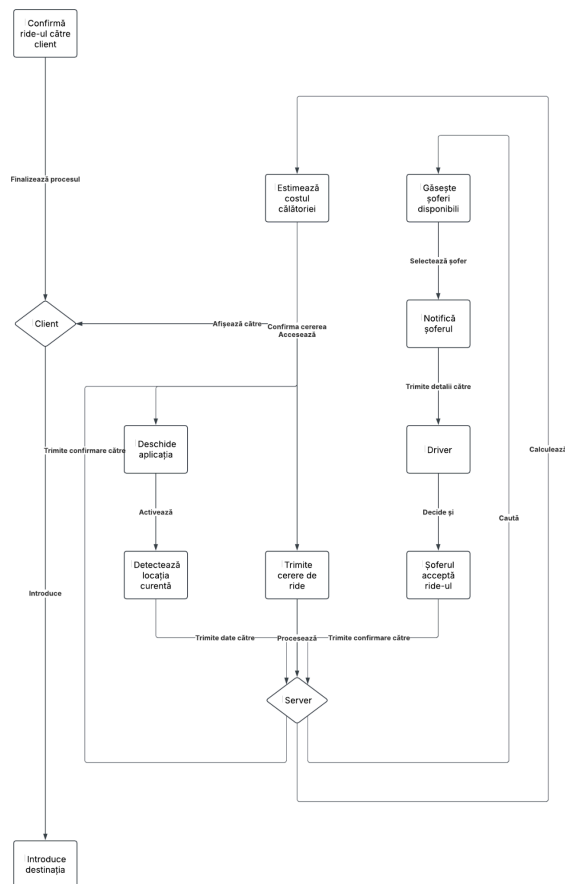 Confirmă
ride-ul către
client
Finalizează procesul
Estimează
costul
călătoriei
Găsește
șoferi
disponibili
Selectează șofer
Client
Afișează către
Confirma cererea
Accesează
Notifică
șoferul
Trimite detalii către
Trimite confirmare către
Deschide
aplicația
Driver
Calculează
Activează
Decide și
Caută
Introduce
Detectează
locația
curentă
Trimite
cerere de
ride
Șoferul
acceptă
ride-ul
Trimite date către
Procesează
Trimite confirmare către
Server
Introduce
destinația